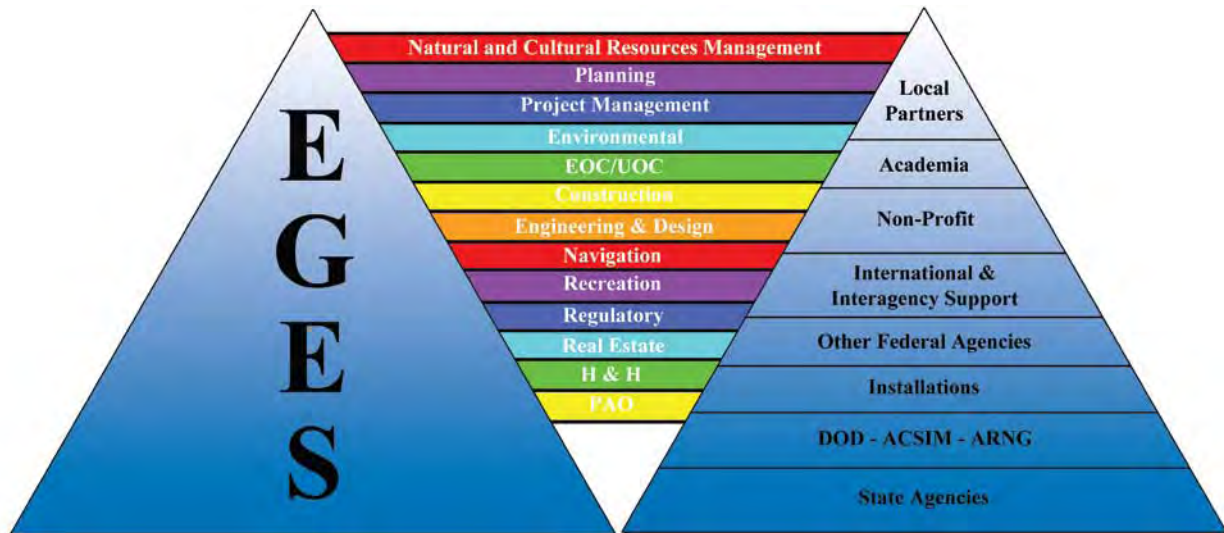 E
G
E
S
Natural and Cultural Resources Management
Planning
Project Management
Environmental
EOC/UOC
Construction
Engineering & Design
Navigation
Recreation
Regulatory
Real Estate
H & H
PAO
Local
Partners
Academia
Non-Profit
International &
Interagency Support
Other Federal Agencies
Installations
DOD - ACSIM - ARNG
State Agencies